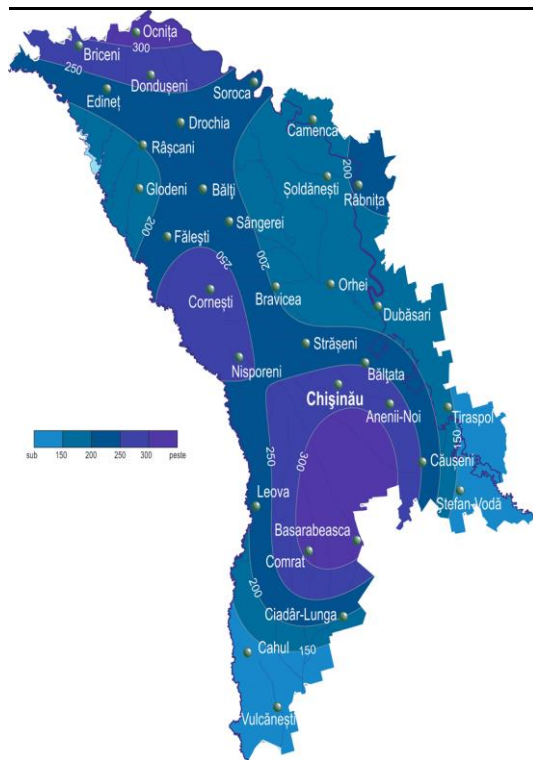 Ocnița
300
Briceni
250
Dondușeni
Edineț
Soroca
Drochia
Camenca
Râșcani
200
Șoldănești
Glodeni
Bălți
Râbnița
200
Sângerei
Fălești
250
200
Cornești
Bravicea
Orhei
Dubăsari
Strășeni
Nisporeni
Bălțata
Chişinău
Anenii-Noi
Tiraspol
150
250
300
Căușeni
sub 150 200 250 300 peste
Leova
Ștefan-Vodă
Basarabeasca
Comrat
200
Ciadâr-Lunga
Cahul
150
Vulcănești